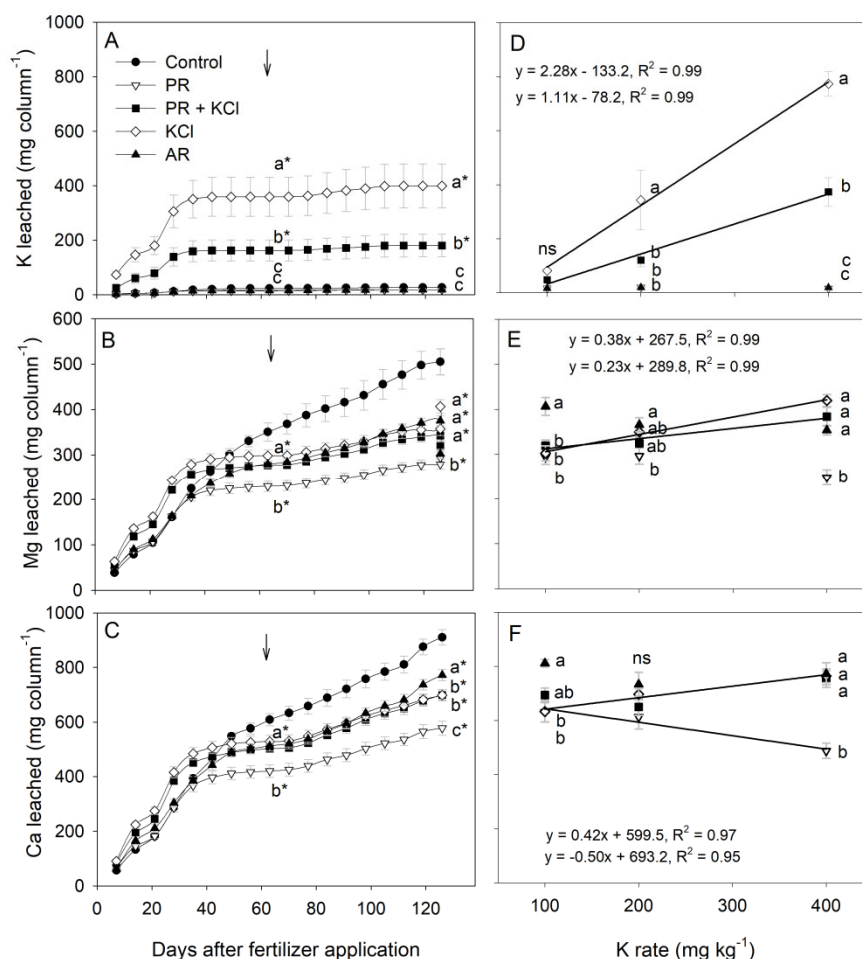 A
Control
PR
PR + KCl
KCl
AR
a*
a*
b*
b*
c
c
c
c
K leached (mg column⁻¹)
1000
800
600
400
200
0
D
y = 2.28x - 133.2, R² = 0.99
y = 1.11x - 78.2, R² = 0.99
a
a
b
ns
b
b
b
c
c
B
a*
a*
a*
a*
b*
b*
Mg leached (mg column⁻¹)
600
500
400
300
200
100
0
E
y = 0.38x + 267.5, R² = 0.99
y = 0.23x + 289.8, R² = 0.99
a
b
b
b
a
ab
ab
b
a
a
a
b
C
a*
b*
b*
a*
c*
b*
Ca leached (mg column⁻¹)
1000
800
600
400
200
0
0 20 40 60 80 100 120
Days after fertilizer application
F
a
ab
b
b
ns
a
a
a
b
y = 0.42x + 599.5, R² = 0.97
y = -0.50x + 693.2, R² = 0.95
100 200 300 400
K rate (mg kg⁻¹)